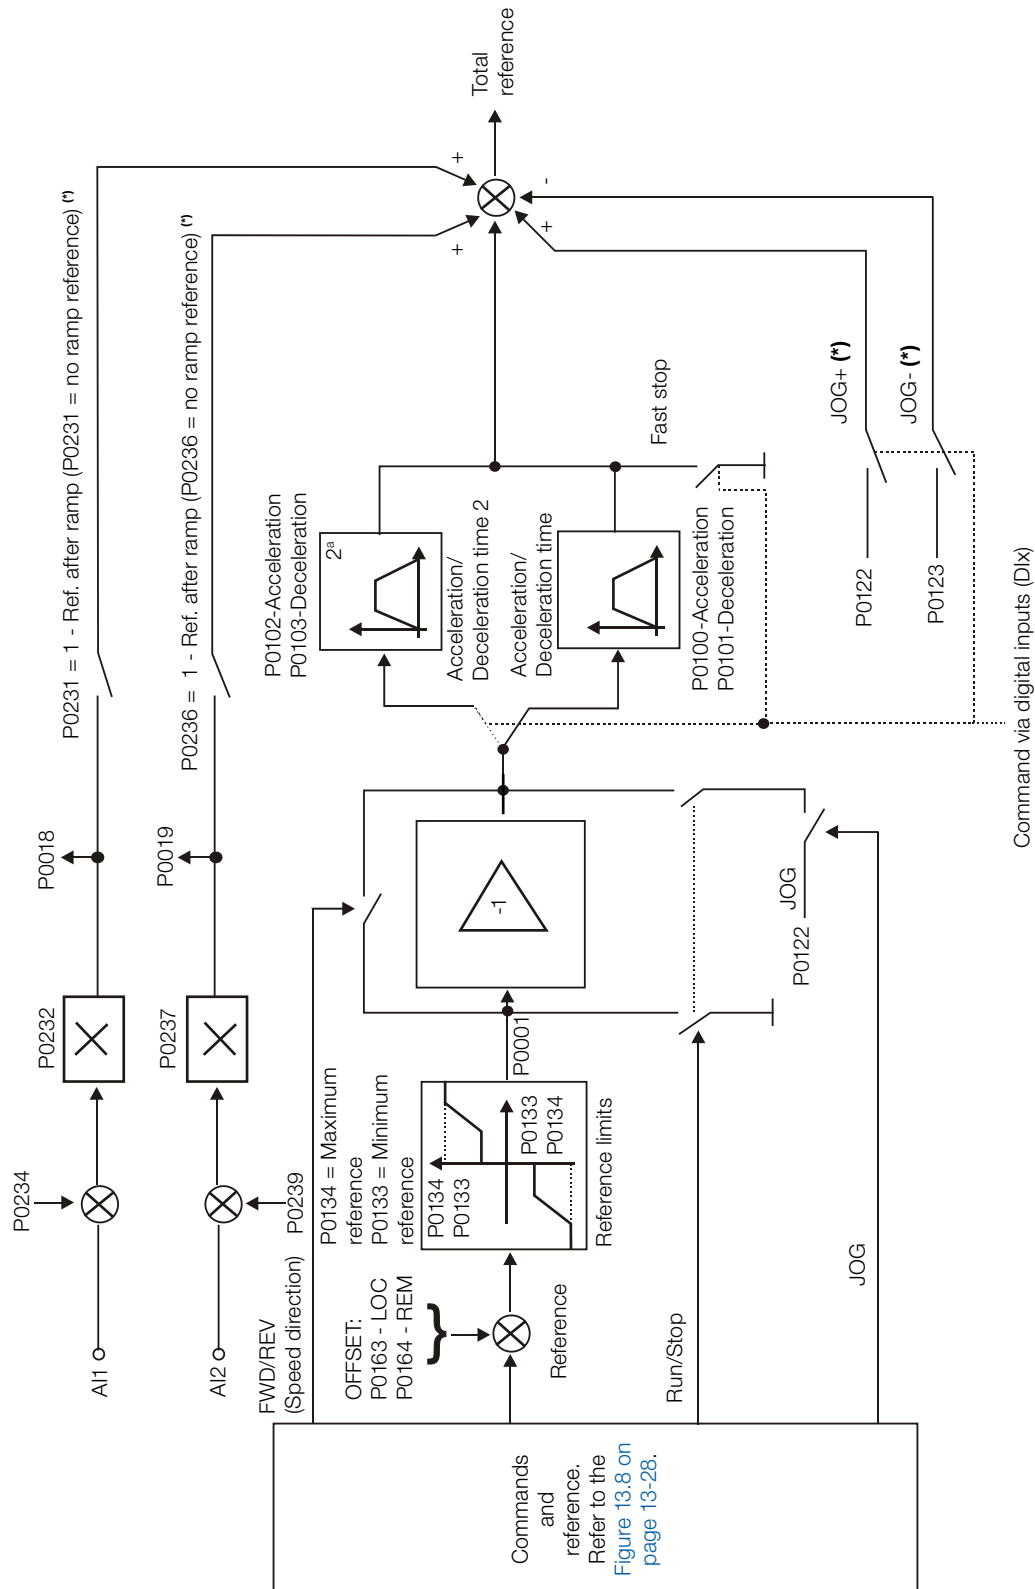 AI1
P0234
P0232
P0018
P0231 = 1 - Ref. after ramp (P0231 = no ramp reference) (*)
AI2
P0239
P0237
P0019
P0236 = 1 - Ref. after ramp (P0236 = no ramp reference) (*)
+
+
+
-
Total
reference
FWD/REV
(Speed direction)
OFFSET:
P0163 - LOC
P0164 - REM
}
Reference
P0134 = Maximum
reference
P0133 = Minimum
reference
P0134
P0133
P0133
P0134
Reference limits
P0001
-1
P0102-Acceleration
P0103-Deceleration
2ª
Acceleration/
Deceleration time 2
Acceleration/
Deceleration time
P0100-Acceleration
P0101-Deceleration
Fast stop
Commands
and
reference.
Refer to the
Figure 13.8 on
page 13-28.
Run/Stop
JOG
P0122
JOG
P0122
JOG+ (*)
P0123
JOG- (*)
Command via digital inputs (DIx)